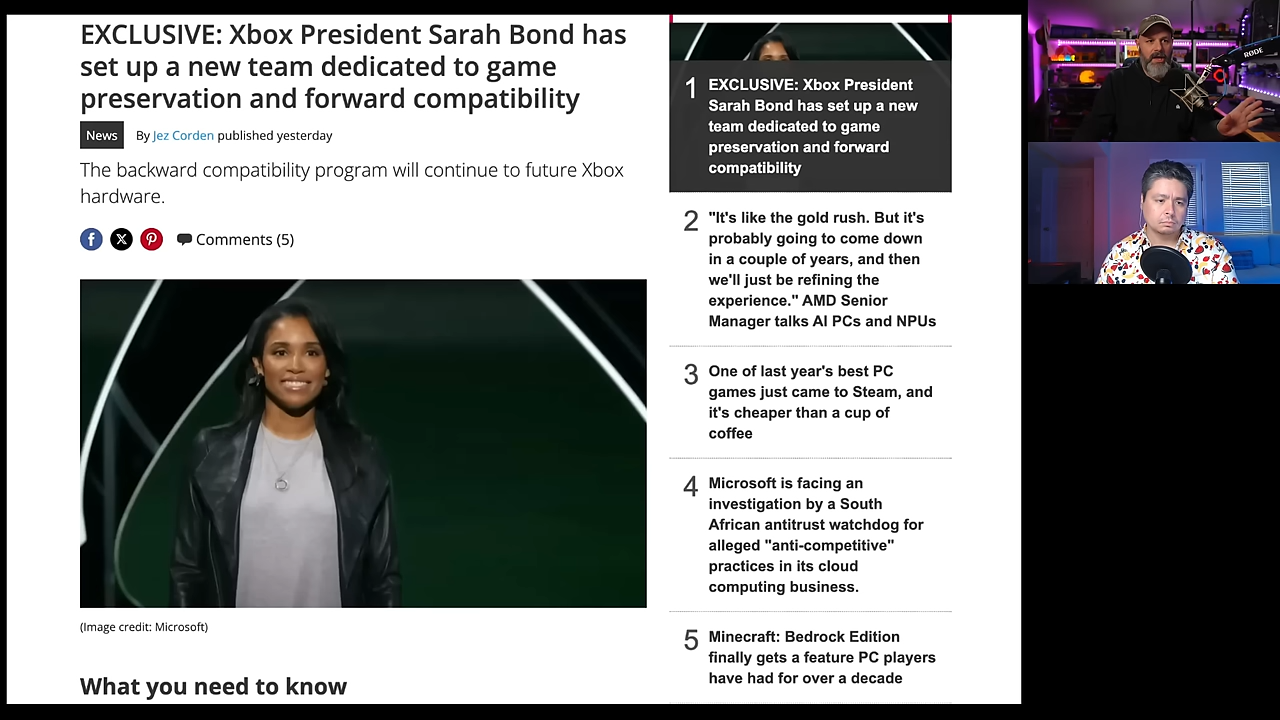 EXCLUSIVE: Xbox President Sarah Bond has
set up a new team dedicated to game
preservation and forward compatibility
News By Jez Corden published yesterday
The backward compatibility program will continue to future Xbox
hardware.
Comments (5)
(Image credit: Microsoft)
What you need to know
1 EXCLUSIVE: Xbox President
Sarah Bond has set up a new
team dedicated to game
preservation and forward
compatibility
2 "It's like the gold rush. But it's
probably going to come down
in a couple of years, and then
we'll just be refining the
experience." AMD Senior
Manager talks AI PCs and NPUs
3 One of last year's best PC
games just came to Steam, and
it's cheaper than a cup of
coffee
4 Microsoft is facing an
investigation by a South
African antitrust watchdog for
alleged "anti-competitive"
practices in its cloud
computing business.
5 Minecraft: Bedrock Edition
finally gets a feature PC players
have had for over a decade
RODE